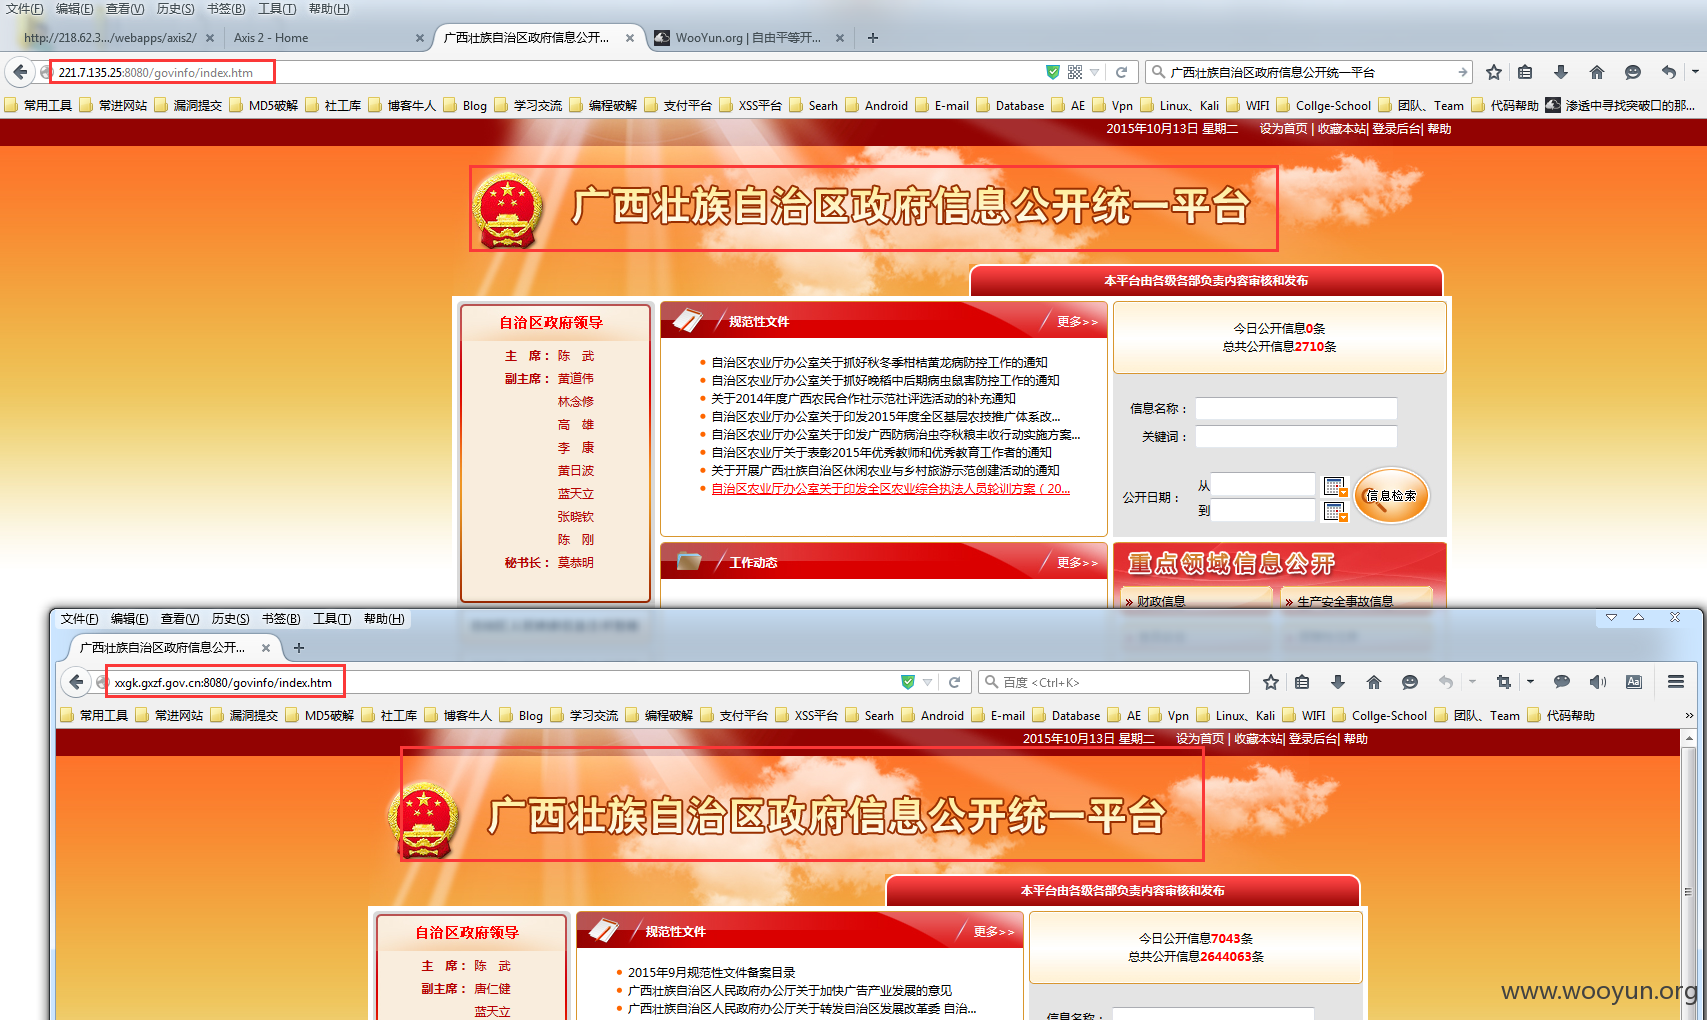 文件(F) 编辑(E) 查看(V) 历史(S) 书签(B) 工具(T) 帮助(H)
http://218.62.3.../webapps/axis2/ × Axis 2 - Home × 广西壮族自治区政府信息公开... × WooYun.org | 自由平等开... × +
221.7.135.25:8080/govinfo/index.htm 广西壮族自治区政府信息公开统一平台
常用工具 常进网站 漏洞提交 MD5破解 社工库 博客牛人 Blog 学习交流 编程破解 支付平台 XSS平台 Searh Android E-mail Database AE Vpn Linux、Kali WIFI Collge-School 团队、Team 代码帮助 渗透中寻找突破口的那...
2015年10月13日 星期二 设为首页 | 收藏本站| 登录后台| 帮助
广西壮族自治区政府信息公开统一平台
本平台由各级各部负责内容审核和发布
自治区政府领导
主 席： 陈 武
副主席： 黄道伟
林念修
高 雄
李 康
黄日波
蓝天立
张晓钦
陈 刚
秘书长： 莫恭明
规范性文件 更多>>
自治区农业厅办公室关于抓好秋冬季柑桔黄龙病防控工作的通知
自治区农业厅办公室关于抓好晚稻中后期病虫鼠害防控工作的通知
关于2014年度广西农民合作社示范社评选活动的补充通知
自治区农业厅办公室关于印发2015年度全区基层农技推广体系改...
自治区农业厅办公室关于印发广西防病治虫夺秋粮丰收行动实施方案...
自治区农业厅关于表彰2015年优秀教师和优秀教育工作者的通知
关于开展广西壮族自治区休闲农业与乡村旅游示范创建活动的通知
自治区农业厅办公室关于印发全区农业综合执法人员轮训方案（20...
工作动态 更多>>
今日公开信息0条
总共公开信息2710条
信息名称：
关键词：
公开日期： 从
到
信息检索
重点领域信息公开
» 财政信息 » 生产安全事故信息
文件(F) 编辑(E) 查看(V) 历史(S) 书签(B) 工具(T) 帮助(H)
广西壮族自治区政府信息公开... × +
xxgk.gxzf.gov.cn:8080/govinfo/index.htm 百度 <Ctrl+K>
常用工具 常进网站 漏洞提交 MD5破解 社工库 博客牛人 Blog 学习交流 编程破解 支付平台 XSS平台 Searh Android E-mail Database AE Vpn Linux、Kali WIFI Collge-School 团队、Team 代码帮助 »
2015年10月13日 星期二 设为首页 | 收藏本站| 登录后台| 帮助
广西壮族自治区政府信息公开统一平台
本平台由各级各部负责内容审核和发布
自治区政府领导
主 席： 陈 武
副主席： 唐仁健
蓝天立
规范性文件 更多>>
2015年9月规范性文件备案目录
广西壮族自治区人民政府办公厅关于加快广告产业发展的意见
广西壮族自治区人民政府办公厅关于转发自治区发展改革委 自治...
今日公开信息7043条
总共公开信息2644063条
信息名称：
www.wooyun.org